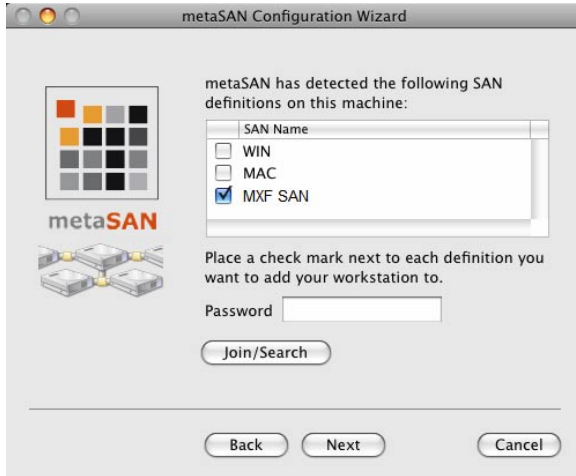 metaSAN Configuration Wizard
metaSAN
metaSAN has detected the following SAN
definitions on this machine:
SAN Name
WIN
MAC
MXF SAN
Place a check mark next to each definition you
want to add your workstation to.
Password
Join/Search
Back Next Cancel